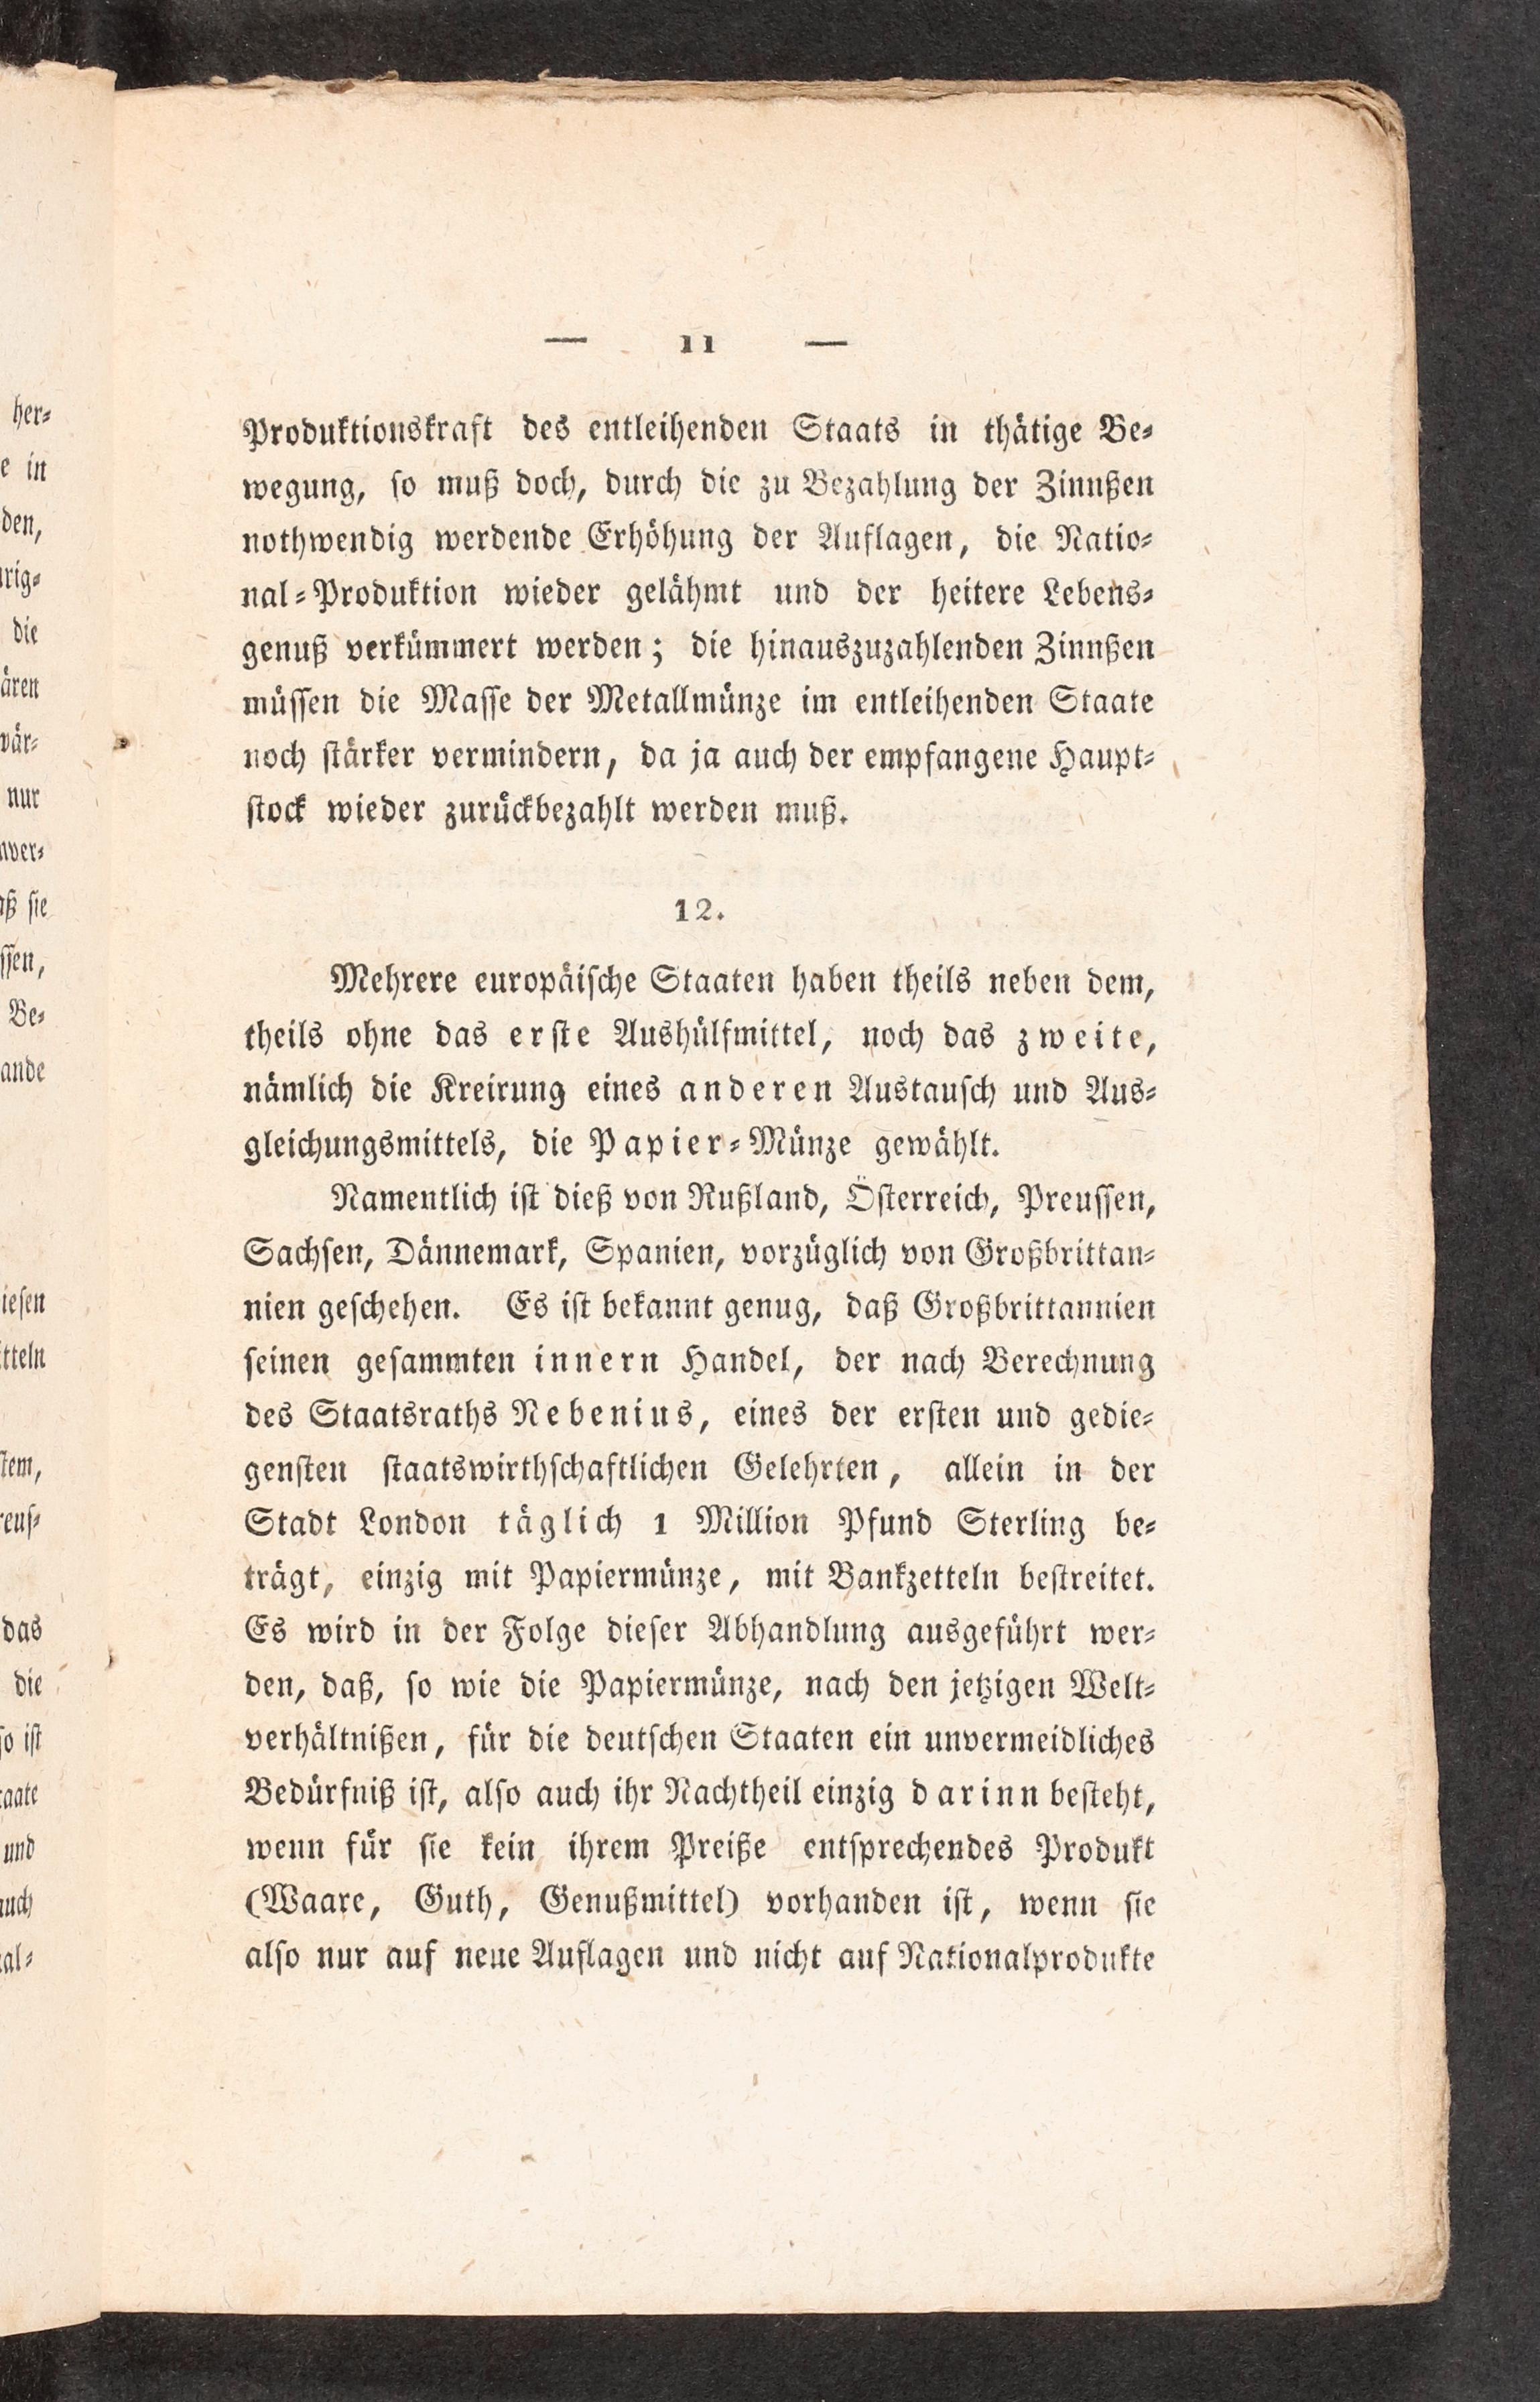 — 11 —
Produktionskraft des entleihenden Staats in thätige Be-
wegung, so muß doch, durch die zu Bezahlung der Zinnßen
nothwendig werdende Erhöhung der Auflagen, die Natio-
nal-Produktion wieder gelähmt und der heitere Lebens-
genuß verkümmert werden; die hinauszuzahlenden Zinnßen
müssen die Masse der Metallmünze im entleihenden Staate
noch stärker vermindern, da ja auch der empfangene Haupt-
stock wieder zurückbezahlt werden muß.
12.
Mehrere europäische Staaten haben theils neben dem,
theils ohne das erste Aushülfmittel, noch das zweite,
nämlich die Kreirung eines anderen Austausch und Aus-
gleichungsmittels, die Papier-Münze gewählt.
Namentlich ist dieß von Rußland, Österreich, Preussen,
Sachsen, Dännemark, Spanien, vorzüglich von Großbrittan-
nien geschehen. Es ist bekannt genug, daß Großbrittannien
seinen gesammten innern Handel, der nach Berechnung
des Staatsraths Nebenius, eines der ersten und gedie-
gensten staatswirthschaftlichen Gelehrten, allein in der
Stadt London täglich 1 Million Pfund Sterling be-
trägt, einzig mit Papiermünze, mit Bankzetteln bestreitet.
Es wird in der Folge dieser Abhandlung ausgeführt wer-
den, daß, so wie die Papiermünze, nach den jetzigen Welt-
verhältnißen, für die deutschen Staaten ein unvermeidliches
Bedürfniß ist, also auch ihr Nachtheil einzig darinn besteht,
wenn für sie kein ihrem Preiße entsprechendes Produkt
(Waare, Guth, Genußmittel) vorhanden ist, wenn sie
also nur auf neue Auflagen und nicht auf Nationalprodukte